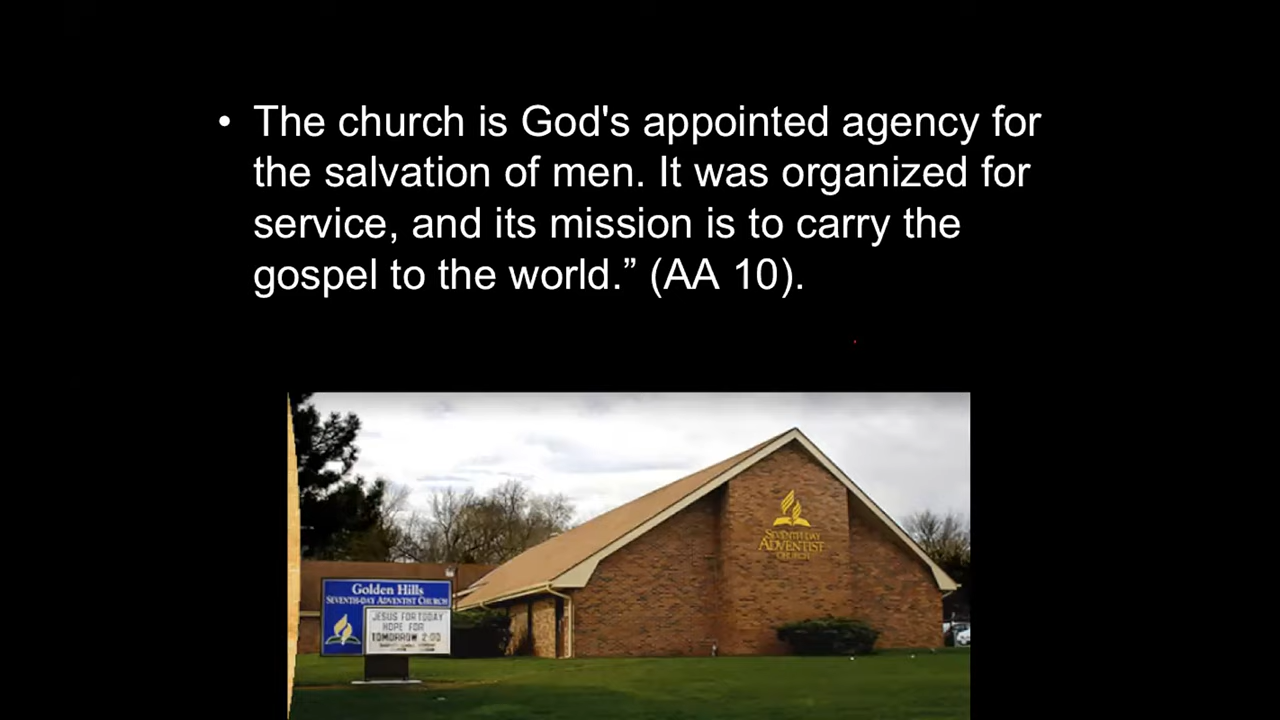 • The church is God's appointed agency for
the salvation of men. It was organized for
service, and its mission is to carry the
gospel to the world.” (AA 10).
SEVENTH-DAY
ADVENTIST
CHURCH
Golden Hills
SEVENTH-DAY ADVENTIST CHURCH
JESUS FOR TODAY
HOPE FOR
TOMORROW 2:00